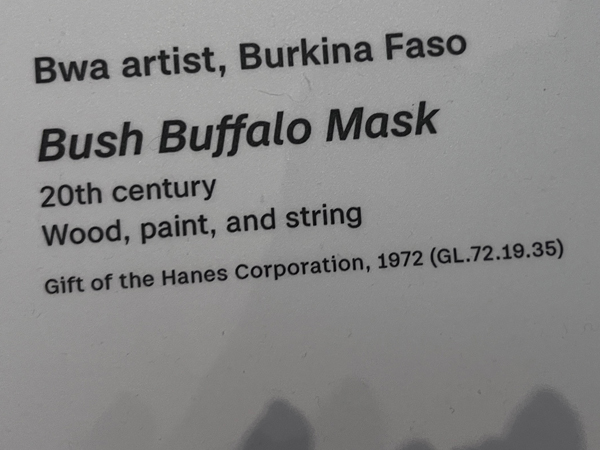 Bwa artist, Burkina Faso
Bush Buffalo Mask
20th century
Wood, paint, and string
Gift of the Hanes Corporation, 1972 (GL.72.19.35)